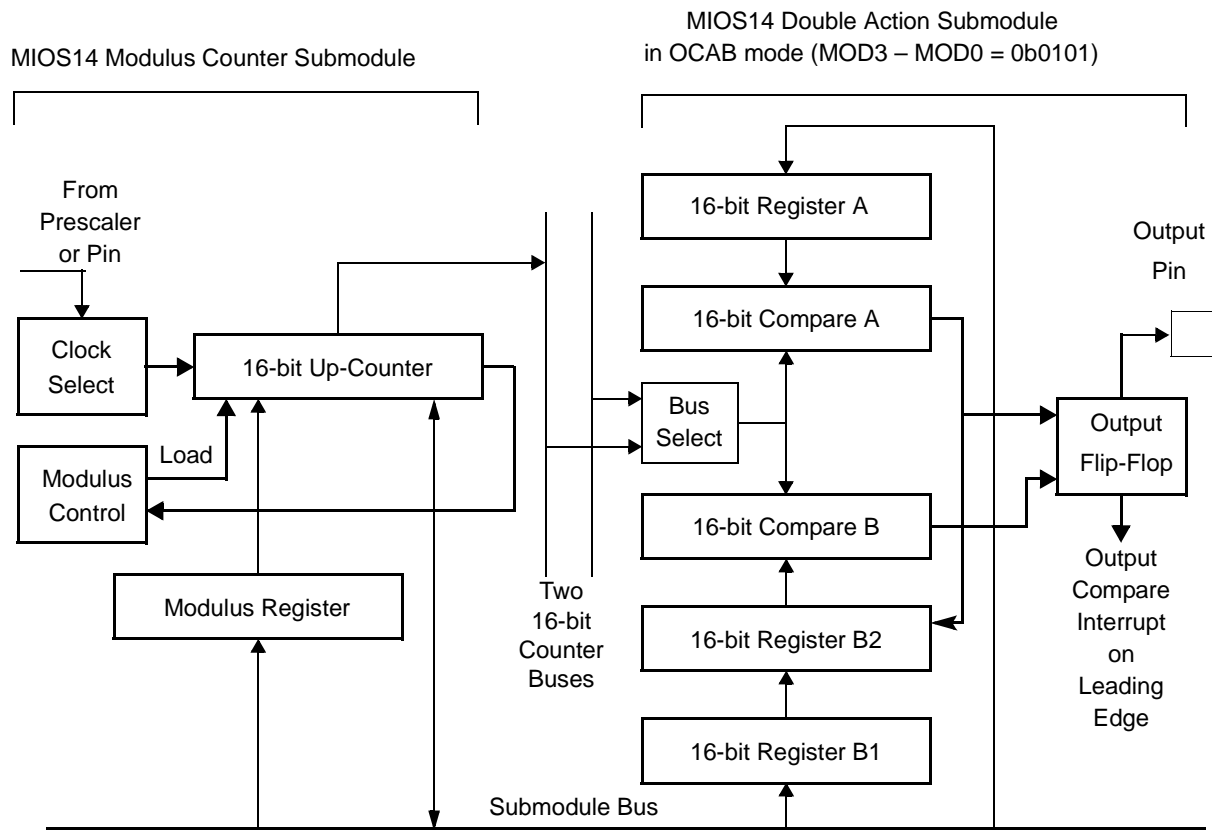 MIOS14 Modulus Counter Submodule
MIOS14 Double Action Submodule
in OCAB mode (MOD3 – MOD0 = 0b0101)
From
Prescaler
or Pin
Clock
Select
16-bit Up-Counter
Load
Modulus
Control
Modulus Register
Two
16-bit
Counter
Buses
16-bit Register A
16-bit Compare A
Bus
Select
16-bit Compare B
16-bit Register B2
16-bit Register B1
Output
Pin
Output
Flip-Flop
Output
Compare
Interrupt
on
Leading
Edge
Submodule Bus